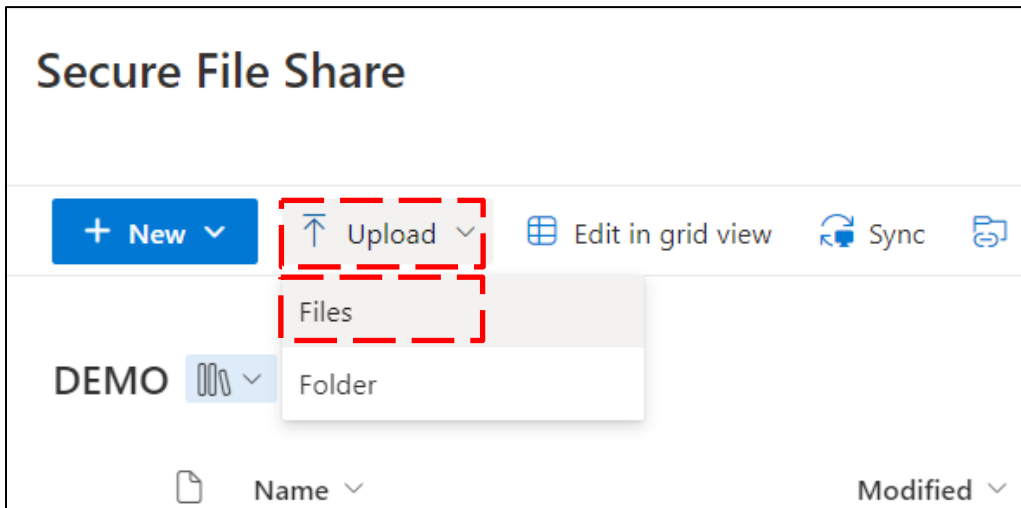 Secure File Share
+ New
Upload
Edit in grid view
Sync
Files
DEMO
Folder
Name
Modified